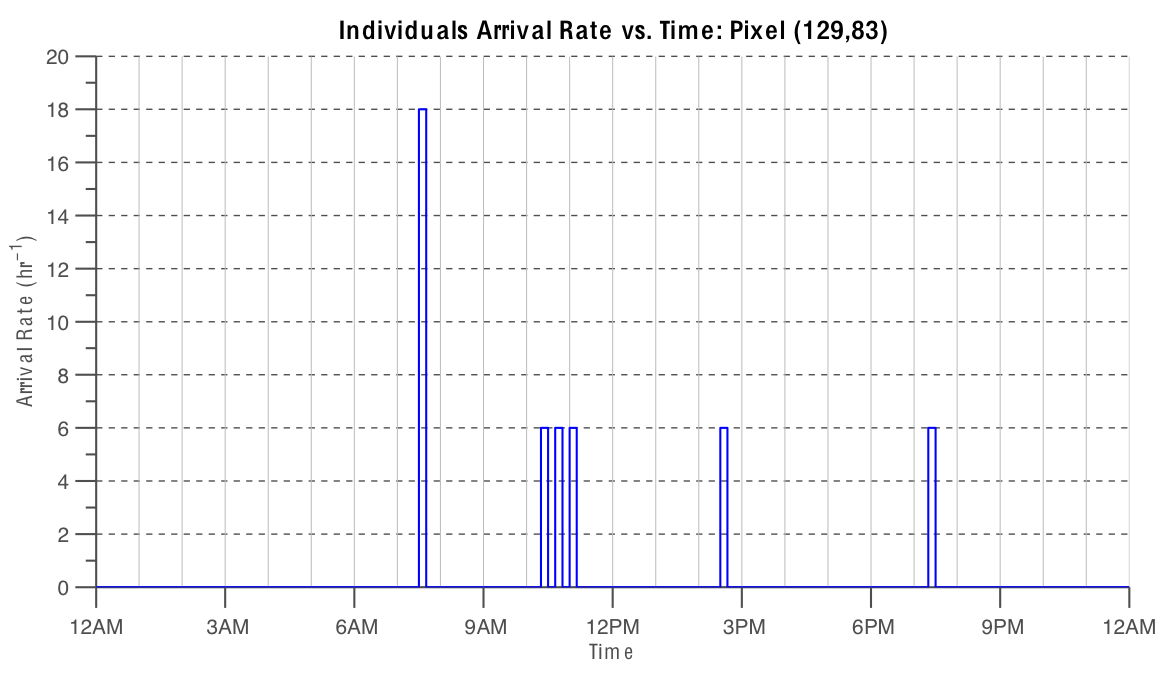 Individuals Arrival Rate vs. Time: Pixel (129,83)
20
18
16
14
12
10
8
6
4
2
0
Arrival Rate (hr⁻¹)
12AM 3AM 6AM 9AM 12PM 3PM 6PM 9PM 12AM
Time